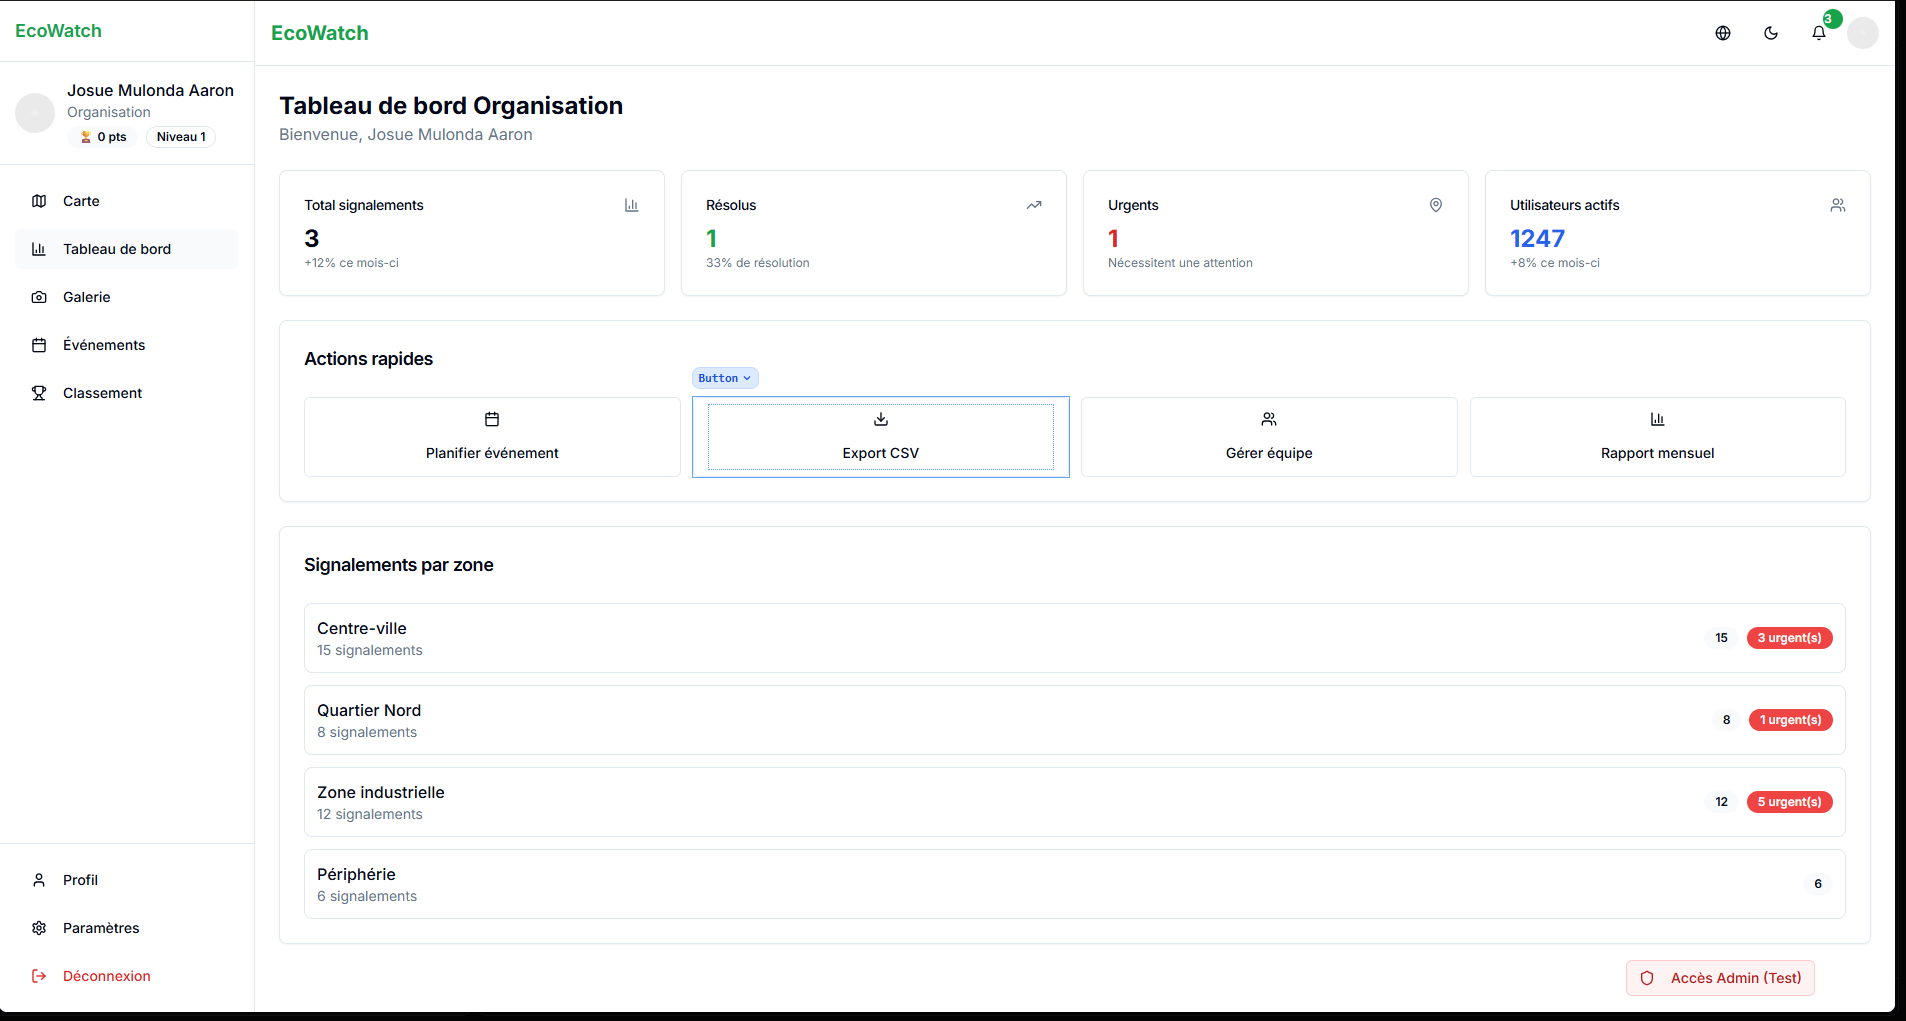 EcoWatch
Josue Mulonda Aaron
Organisation
0 pts
Niveau 1
Carte
Tableau de bord
Galerie
Événements
Classement
Profil
Paramètres
Déconnexion
EcoWatch
3
Tableau de bord Organisation
Bienvenue, Josue Mulonda Aaron
Total signalements
3
+12% ce mois-ci
Résolus
1
33% de résolution
Urgents
1
Nécessitent une attention
Utilisateurs actifs
1247
+8% ce mois-ci
Actions rapides
Button
Planifier événement
Export CSV
Gérer équipe
Rapport mensuel
Signalements par zone
Centre-ville
15 signalements
15
3 urgent(s)
Quartier Nord
8 signalements
8
1 urgent(s)
Zone industrielle
12 signalements
12
5 urgent(s)
Périphérie
6 signalements
6
Accès Admin (Test)